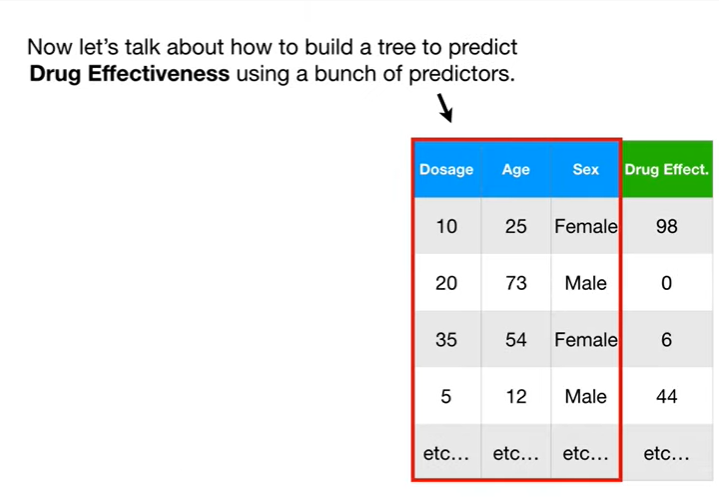 Now let's talk about how to build a tree to predict
Drug Effectiveness using a bunch of predictors.
Dosage Age Sex Drug Effect.
10 25 Female 98
20 73 Male 0
35 54 Female 6
5 12 Male 44
etc... etc... etc... etc...